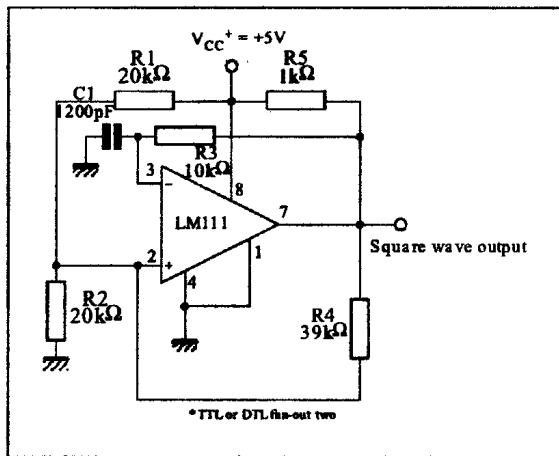 V_CC+ = +5V
R1
20kΩ
R5
1kΩ
C1
1200pF
R3
10kΩ
3
−
8
LM111
7
Square wave output
2
+
1
4
R2
20kΩ
R4
39kΩ
* TTL or DTL fan-out two